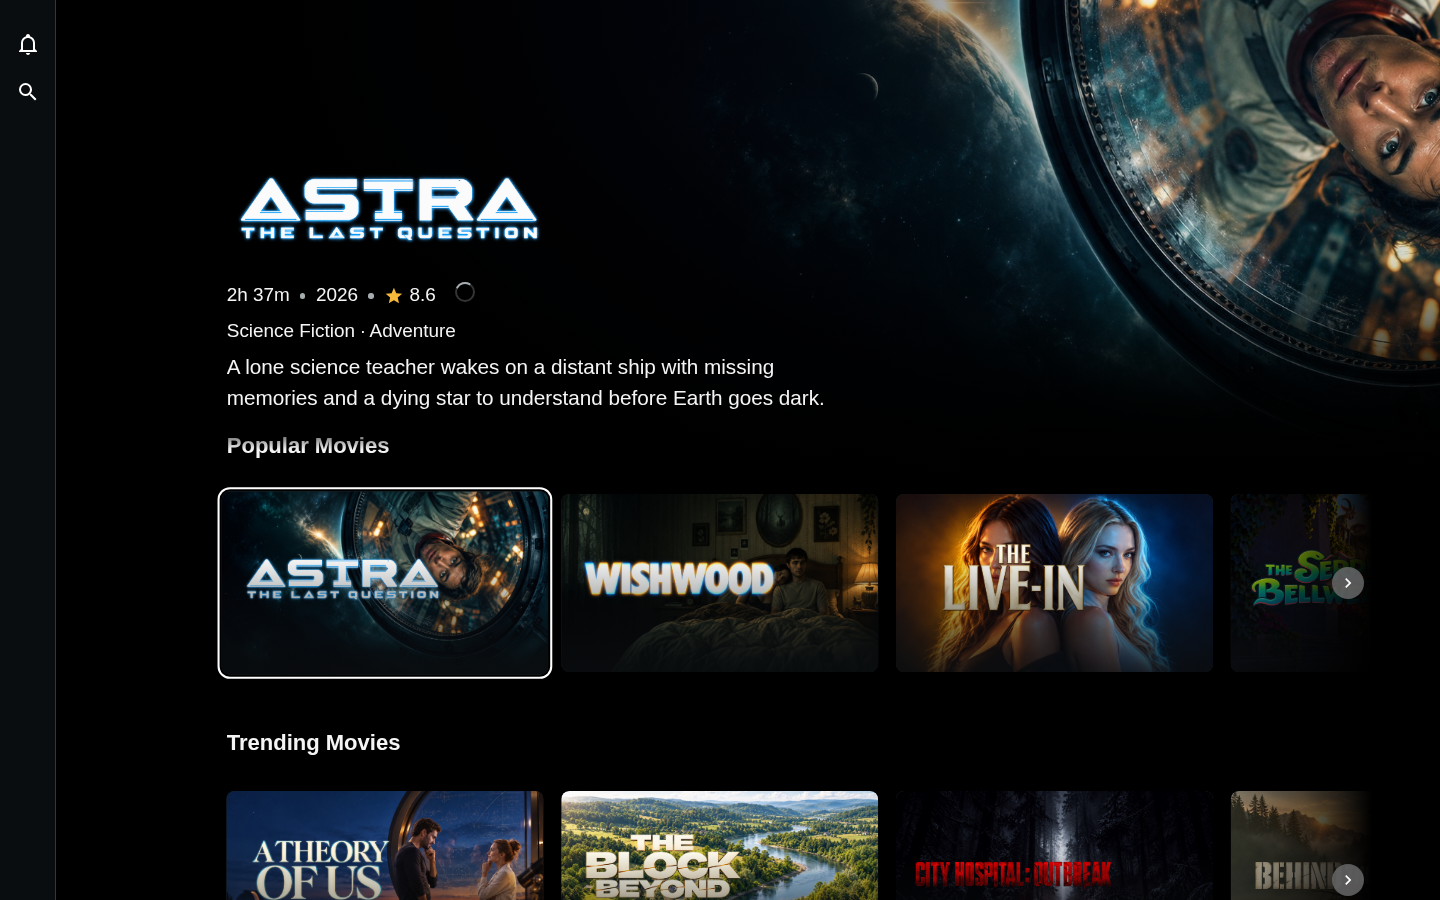 ASTRA
THE LAST QUESTION
2h 37m • 2026 • 8.6
Science Fiction · Adventure
A lone science teacher wakes on a distant ship with missing
memories and a dying star to understand before Earth goes dark.
Popular Movies
ASTRA
THE LAST QUESTION
WISHWOOD
THE
LIVE-IN
THE
Trending Movies
A THEORY
OF US
THE
BLOCK
BEYOND
CITY HOSPITAL: OUTBREAK